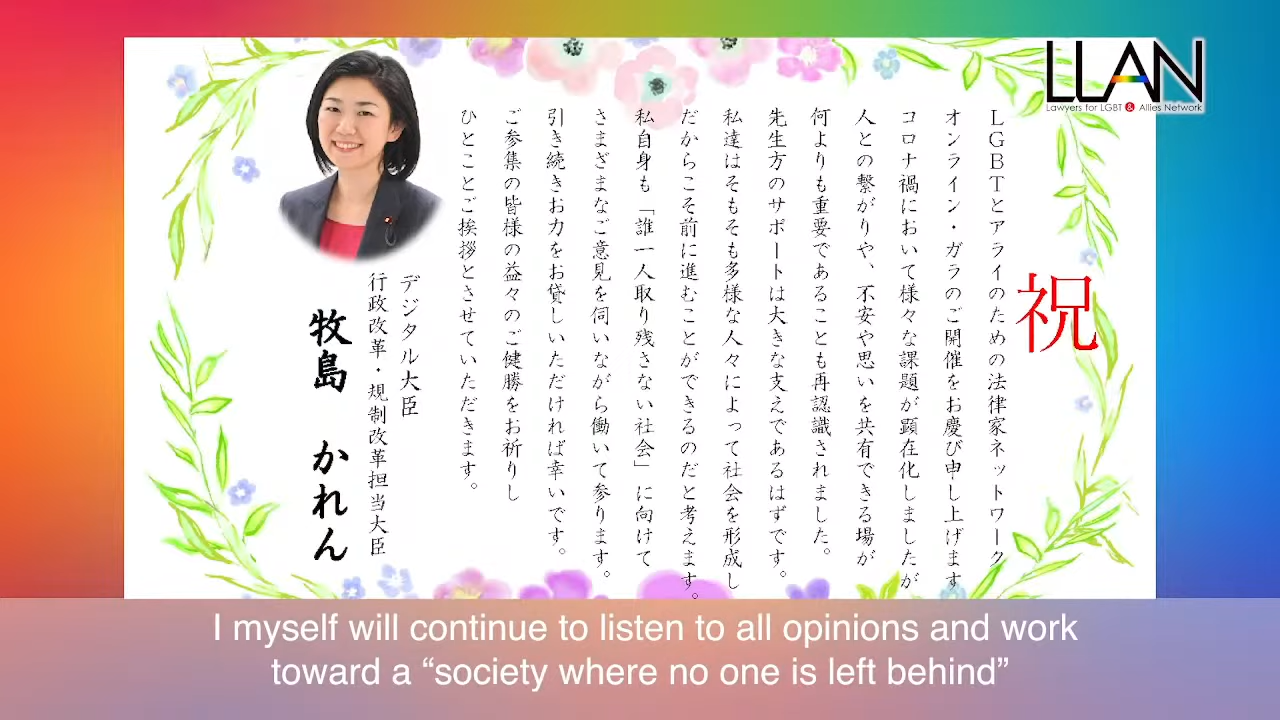 LLAN
Lawyers for LGBT & Allies Network
祝
LGBTとアライのための法律家ネットワーク
オンライン・ガラのご開催をお慶び申し上げます
コロナ禍において様々な課題が顕在化しましたが
人との繋がりや、不安や思いを共有できる場が
何よりも重要であることも再認識されました。
先生方のサポートは大きな支えであるはずです。
私達はそもそも多様な人々によって社会を形成し
だからこそ前に進むことができるのだと考えます。
私自身も「誰一人取り残さない社会」に向けて
さまざまなご意見を伺いながら働いて参ります。
引き続きお力をお貸しいただければ幸いです。
ご参集の皆様の益々のご健勝をお祈りし
ひとことご挨拶とさせていただきます。
デジタル大臣
行政改革・規制改革担当大臣
牧島 かれん
I myself will continue to listen to all opinions and work
toward a “society where no one is left behind”